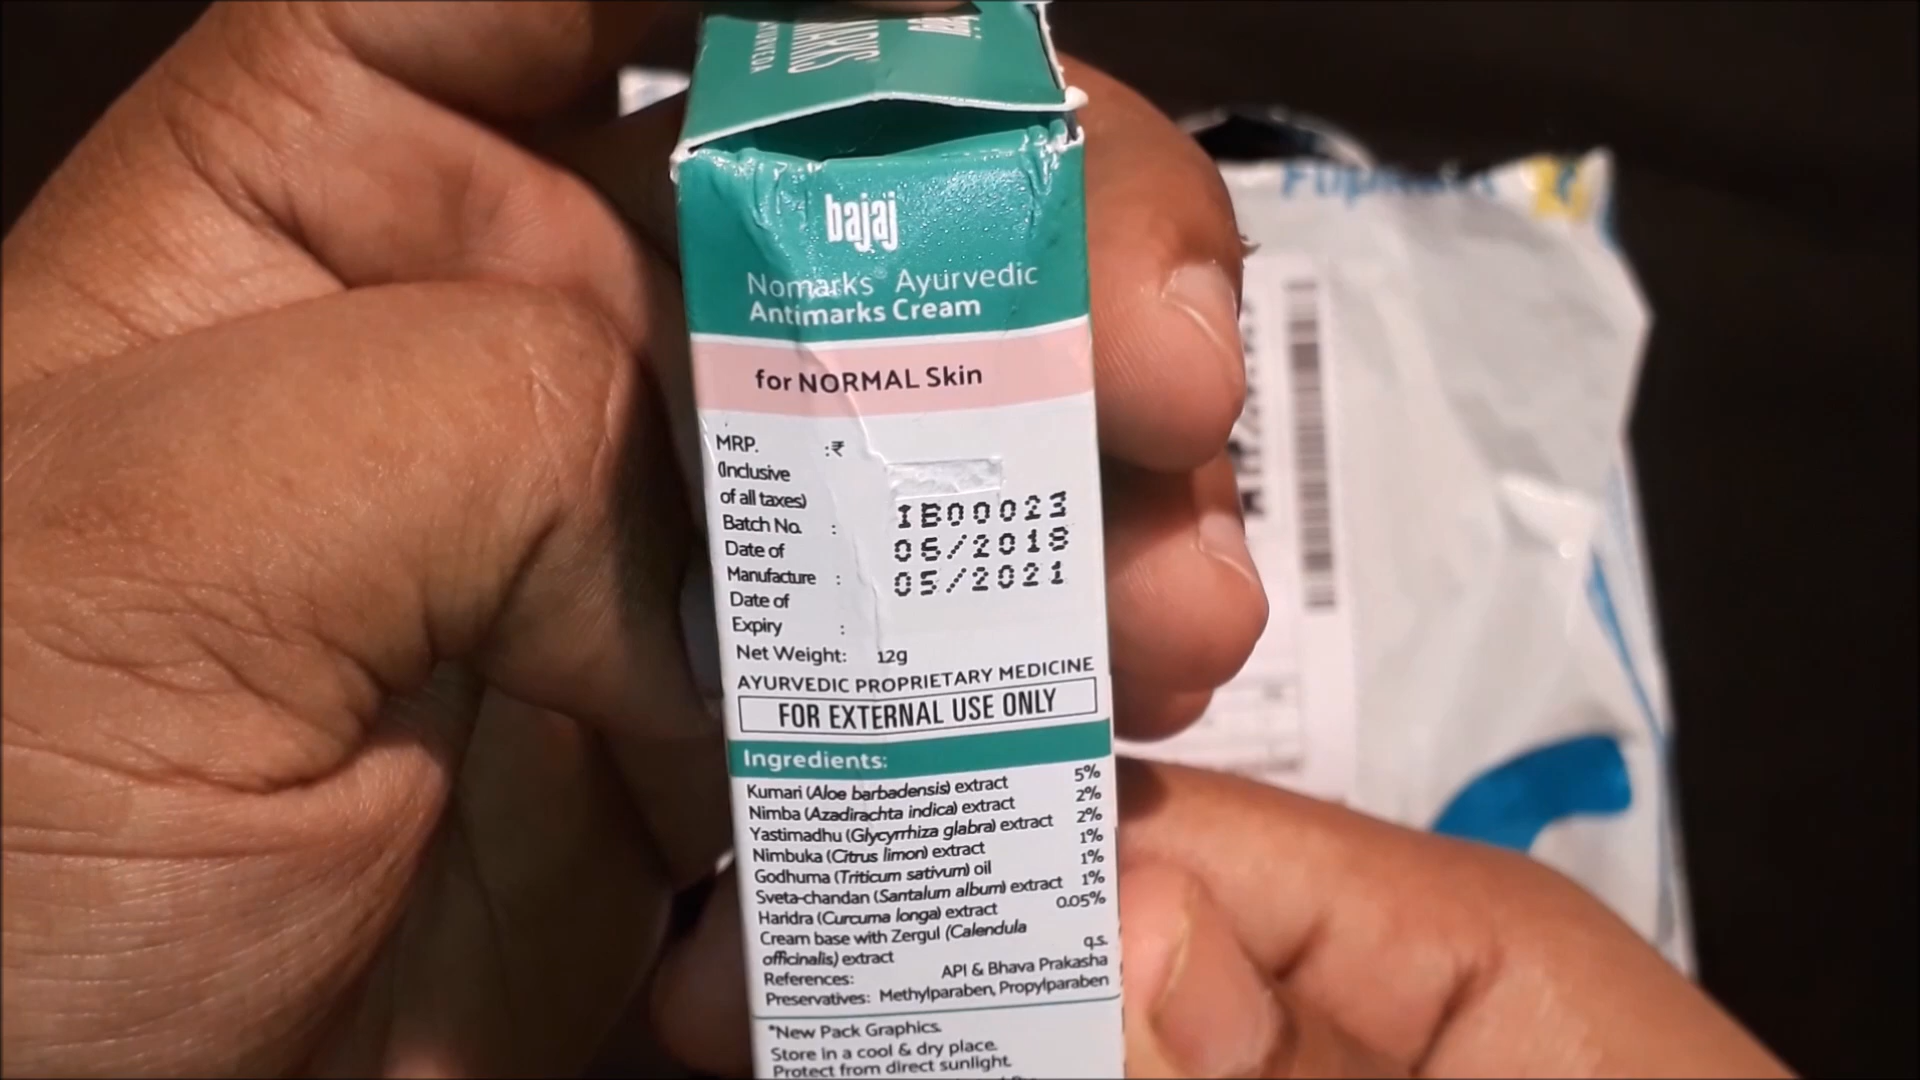 NOMARKS
AYURVEDA
bajaj
Nomarks® Ayurvedic
Antimarks Cream
for NORMAL Skin
MRP. :₹
(Inclusive
of all taxes)
Batch No. : IB00023
Date of 06/2018
Manufacture : 05/2021
Date of
Expiry :
Net Weight: 12g
AYURVEDIC PROPRIETARY MEDICINE
FOR EXTERNAL USE ONLY
Ingredients:
Kumari (Aloe barbadensis) extract 5%
Nimba (Azadirachta indica) extract 2%
Yastimadhu (Glycyrrhiza glabra) extract 2%
Nimbuka (Citrus limon) extract 1%
Godhuma (Triticum sativum) oil 1%
Sveta-chandan (Santalum album) extract 1%
Haridra (Curcuma longa) extract 0.05%
Cream base with Zergul (Calendula
officinalis) extract q.s.
References: API & Bhava Prakasha
Preservatives: Methylparaben, Propylparaben
*New Pack Graphics.
Store in a cool & dry place.
Protect from direct sunlight.
Flipkart